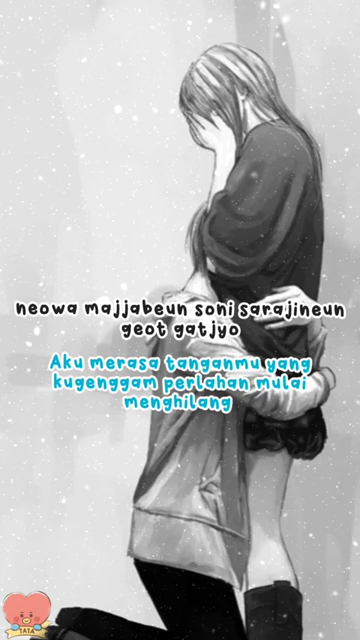 neowa majjabeun soni sarajineun
geot gatjyo
Aku merasa tanganmu yang
kugenggam perlahan mulai
menghilang
TATA